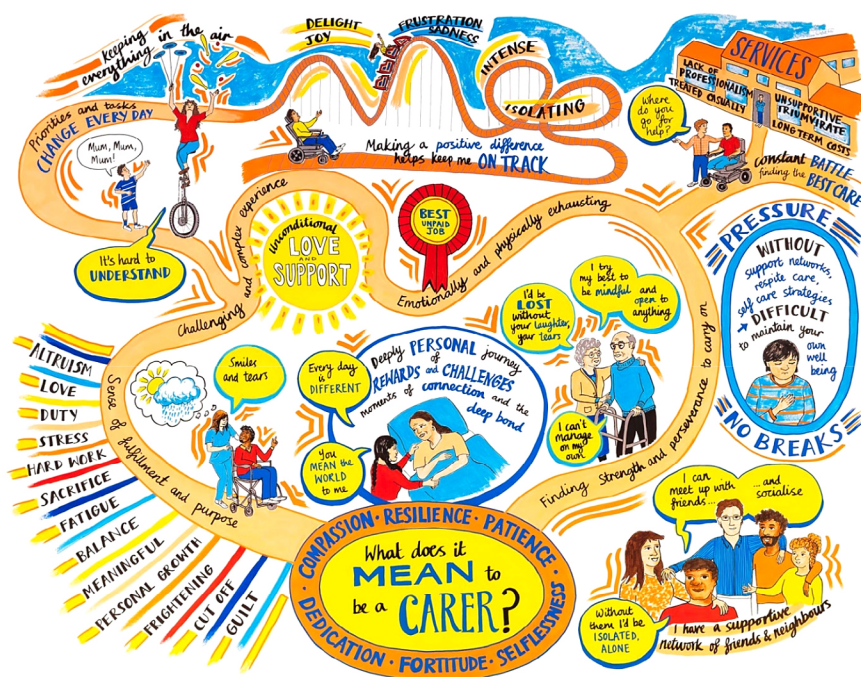 keeping
everything in the air
DELIGHT
JOY
FRUSTRATION
SADNESS
INTENSE
ISOLATING
SERVICES
LACK OF
PROFESSIONALISM
TREATED CASUALLY
UNSUPPORTIVE
TRIUMVIRATE
LONG TERM COSTS
Where
do you
go for
help?
constant BATTLE
finding the
BEST CARE
Priorities and tasks
CHANGE EVERY DAY
Mum, Mum,
Mum!
It's hard to
UNDERSTAND
Making a positive difference
helps keep me ON TRACK
Challenging and complex experience
unconditional
LOVE
AND
SUPPORT
BEST
UNPAID
JOB
Emotionally and physically exhausting
PRESSURE
WITHOUT
support networks,
respite care,
self care strategies
→ DIFFICULT
to maintain your
own
well
being
NO BREAKS
I'd be
LOST
without
your laughter,
your tears
I try
my best to
be mindful and
open to
anything
I can't
manage
on my
own
Finding strength and perseverance to carry on
ALTRUISM
LOVE
DUTY
STRESS
HARD WORK
SACRIFICE
FATIGUE
BALANCE
MEANINGFUL
PERSONAL GROWTH
FRIGHTENING
CUT OFF
GUILT
Sense of fulfillment and purpose
Smiles
and tears
Every day
is
DIFFERENT
Deeply PERSONAL journey
of
REWARDS and CHALLENGES
moments of connection and the
deep bond
You
MEAN the
WORLD
to me
COMPASSION · RESILIENCE · PATIENCE ·
SELFLESSNESS · FORTITUDE · DEDICATION ·
What does it
MEAN to
be a CARER?
I can
meet up with
friends...
...and
socialise
Without
them I'd be
ISOLATED,
ALONE
I have a supportive
network of friends & neighbours